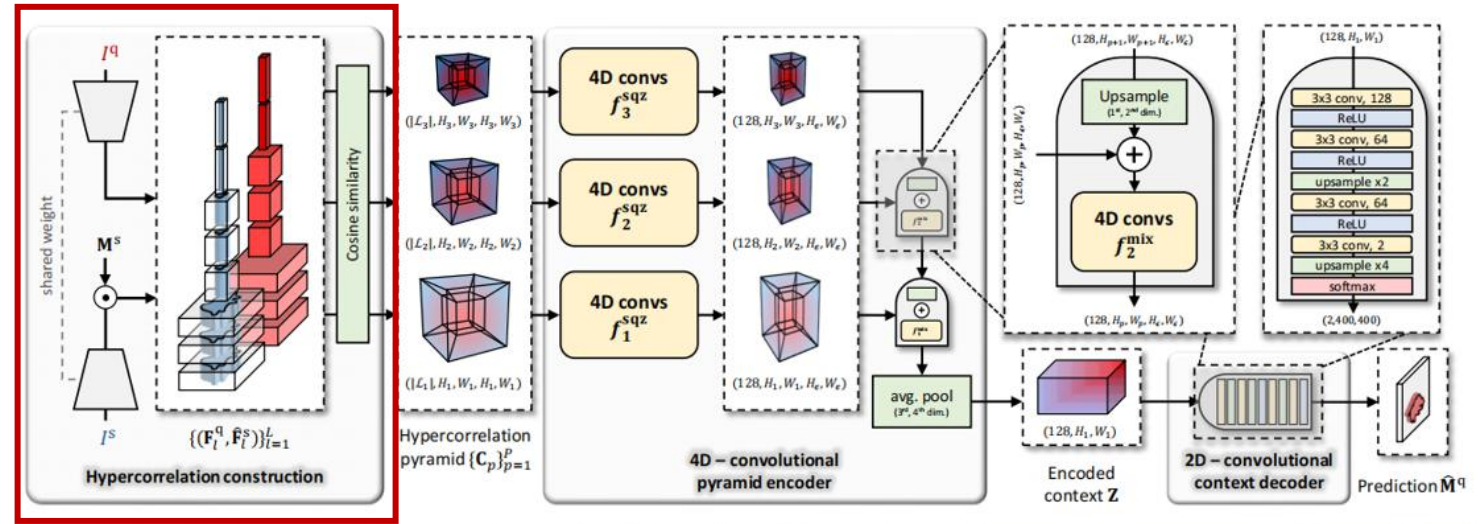 I^q
shared weight
M^s
I^s
{(F_l^q, F̂_l^s)}_{l=1}^L
Hypercorrelation construction
Cosine similarity
(|ℒ_3|, H_3, W_3, H_3, W_3)
(|ℒ_2|, H_2, W_2, H_2, W_2)
(|ℒ_1|, H_1, W_1, H_1, W_1)
Hypercorrelation
pyramid {C_p}_{p=1}^P
4D convs
f_3^sqz
4D convs
f_2^sqz
4D convs
f_1^sqz
(128, H_3, W_3, H_ϵ, W_ϵ)
(128, H_2, W_2, H_ϵ, W_ϵ)
(128, H_1, W_1, H_ϵ, W_ϵ)
+
+
avg. pool
(3rd, 4th dim.)
4D – convolutional
pyramid encoder
(128, H_{p+1}, W_{p+1}, H_ϵ, W_ϵ)
Upsample
(1st, 2nd dim.)
+
(128, H_p, W_p, H_ϵ, W_ϵ)
4D convs
f_2^mix
(128, H_p, W_p, H_ϵ, W_ϵ)
(128, H_1, W_1)
3x3 conv, 128
ReLU
3x3 conv, 64
ReLU
upsample x2
3x3 conv, 64
ReLU
3x3 conv, 2
upsample x4
softmax
(2,400,400)
(128, H_1, W_1)
Encoded
context Z
2D – convolutional
context decoder
Prediction M̂^q